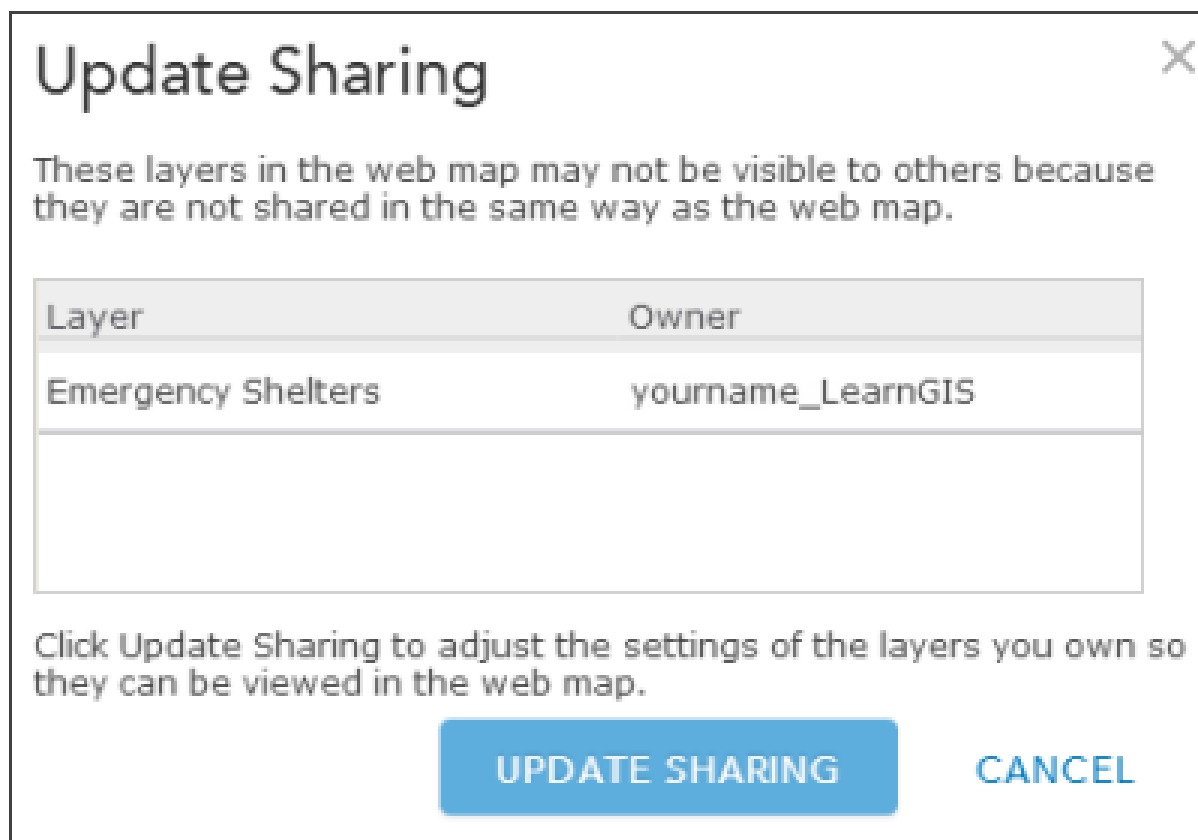 Update Sharing
These layers in the web map may not be visible to others because
they are not shared in the same way as the web map.
Layer Owner
Emergency Shelters yourname_LearnGIS
Click Update Sharing to adjust the settings of the layers you own so
they can be viewed in the web map.
UPDATE SHARING CANCEL